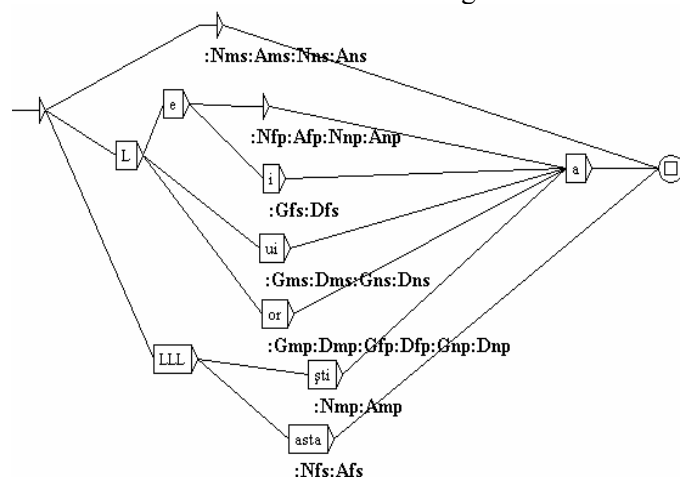 :Nms:Ams:Nns:Ans
e
:Nfp:Afp:Nnp:Anp
L
i
a
:Gfs:Dfs
ui
:Gms:Dms:Gns:Dns
or
:Gmp:Dmp:Gfp:Dfp:Gnp:Dnp
LLL
şti
:Nmp:Amp
asta
:Nfs:Afs